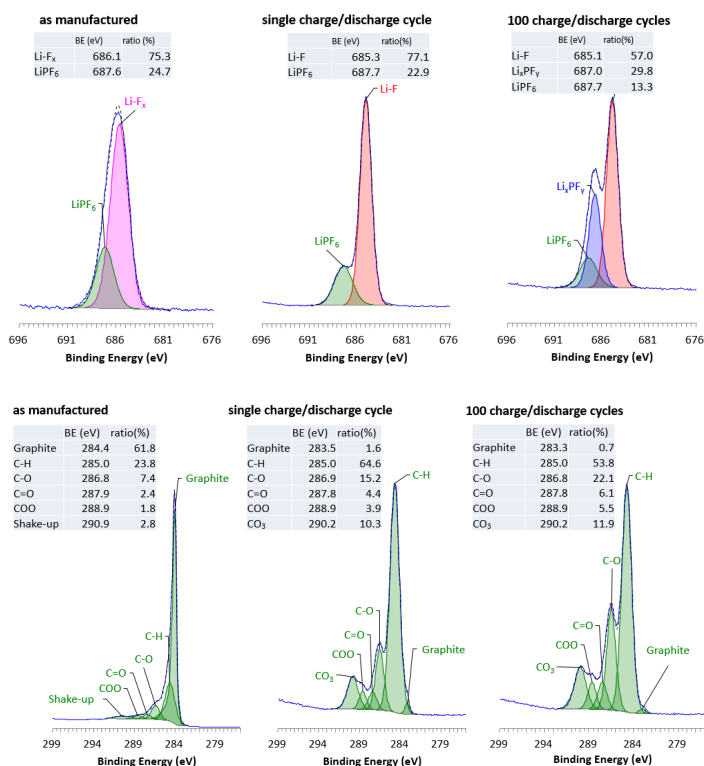 as manufactured
BE (eV) ratio (%)
Li-Fₓ 686.1 75.3
LiPF₆ 687.6 24.7
Li-Fₓ
LiPF₆
696 691 686 681 676
Binding Energy (eV)
single charge/discharge cycle
BE (eV) ratio (%)
Li-F 685.3 77.1
LiPF₆ 687.7 22.9
Li-F
LiPF₆
696 691 686 681 676
Binding Energy (eV)
100 charge/discharge cycles
BE (eV) ratio (%)
Li-F 685.1 57.0
LiₓPFᵧ 687.0 29.8
LiPF₆ 687.7 13.3
LiₓPFᵧ
LiPF₆
696 691 686 681 676
Binding Energy (eV)
as manufactured
BE (eV) ratio(%)
Graphite 284.4 61.8
C-H 285.0 23.8
C-O 286.8 7.4
C=O 287.9 2.4
COO 288.9 1.8
Shake-up 290.9 2.8
Graphite
C-H
C-O
C=O
COO
Shake-up
299 294 289 284 279
Binding Energy (eV)
single charge/discharge cycle
BE (eV) ratio(%)
Graphite 283.5 1.6
C-H 285.0 64.6
C-O 286.9 15.2
C=O 287.8 4.4
COO 288.9 3.9
CO₃ 290.2 10.3
C-H
C-O
C=O
COO
Graphite
CO₃
299 294 289 284 279
Binding Energy (eV)
100 charge/discharge cycles
BE (eV) ratio(%)
Graphite 283.3 0.7
C-H 285.0 53.8
C-O 286.8 22.1
C=O 287.8 6.1
COO 288.9 5.5
CO₃ 290.2 11.9
C-H
C-O
C=O
COO
Graphite
CO₃
299 294 289 284 279
Binding Energy (eV)